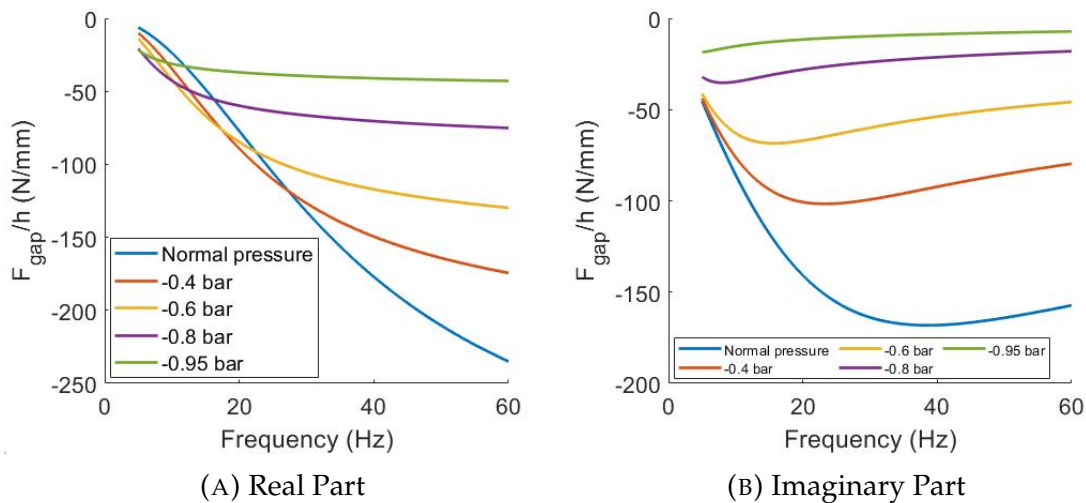 0
-50
-100
-150
-200
-250
F_gap/h (N/mm)
Normal pressure
-0.4 bar
-0.6 bar
-0.8 bar
-0.95 bar
0 20 40 60
Frequency (Hz)
(A) Real Part
0
-50
-100
-150
-200
F_gap/h (N/mm)
Normal pressure -0.6 bar -0.95 bar
-0.4 bar -0.8 bar
0 20 40 60
Frequency (Hz)
(B) Imaginary Part